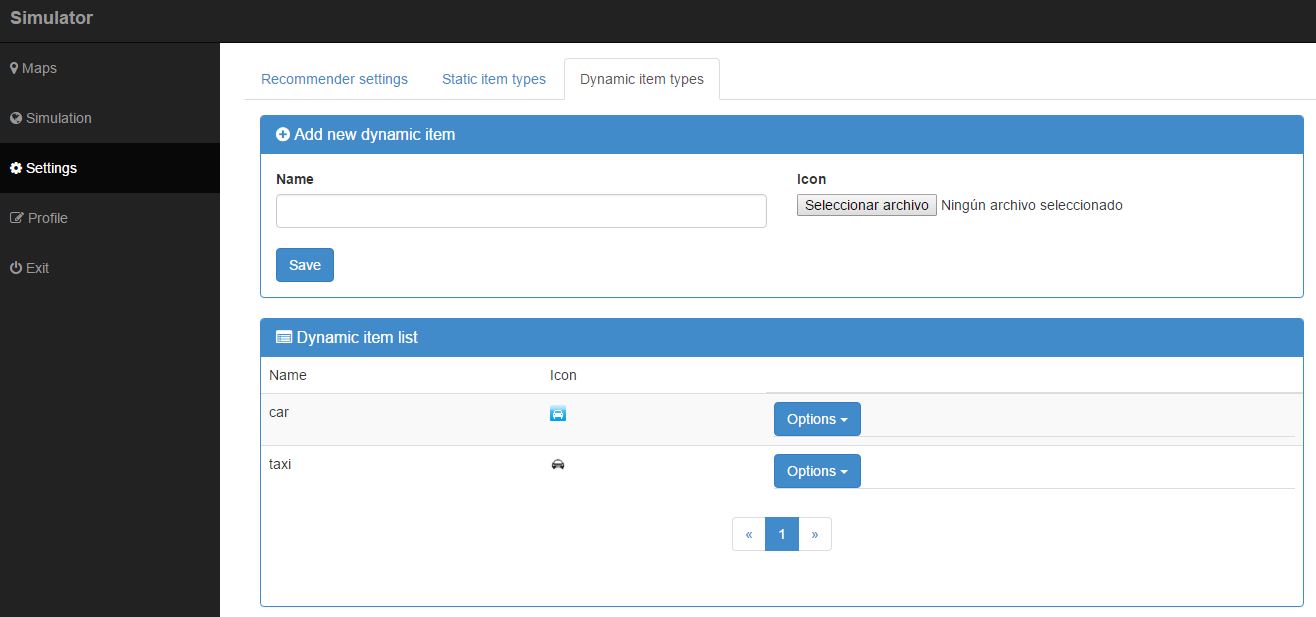 Simulator
Maps
Simulation
Settings
Profile
Exit
Recommender settings Static item types Dynamic item types
Add new dynamic item
Name Icon
Seleccionar archivo Ningún archivo seleccionado
Save
Dynamic item list
Name Icon
car Options
taxi Options
« 1 »